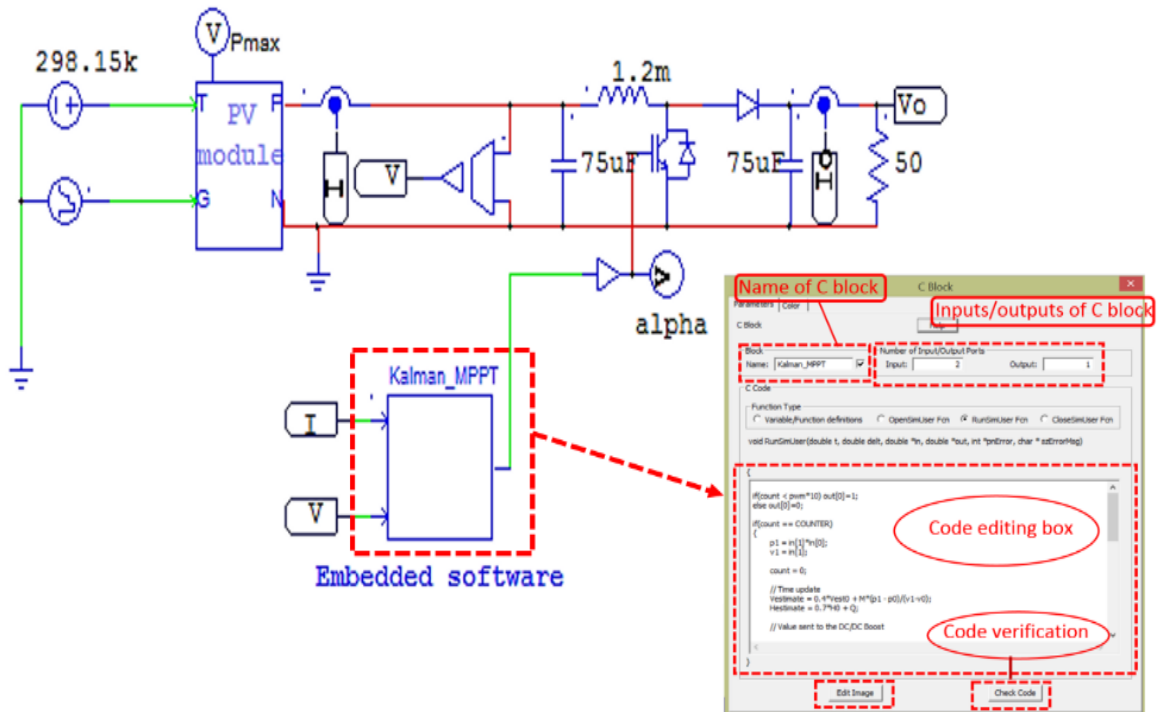 V
Pmax
298.15k
T
P
PV
module
G
N
I
V
75uF
1.2m
75uF
Io
Vo
50
V
alpha
Kalman_MPPT
I
V
Embedded software
Name of C block
C Block
Parameters
Color
Inputs/outputs of C block
C Block
Help
Block
Name:
Kalman_MPPT
Number of Input/Output Ports
Input: 2
Output: 1
C Code
Function Type
Variable/Function definitions
OpenSimUser Fcn
RunSimUser Fcn
CloseSimUser Fcn
void RunSimUser(double t, double delt, double *in, double *out, int *pnError, char * szErrorMsg)
{
if(count < pwm*10) out[0]=1;
else out[0]=0;
if(count == COUNTER)
{
p1 = in[1]*in[0];
v1 = in[1];
count = 0;
// Time update
Vestimate = 0.4*Vest0 + M*(p1 - p0)/(v1-v0);
Hestimate = 0.7*H0 + Q;
// Value sent to the DC/DC Boost
}
Code editing box
Code verification
Edit Image
Check Code